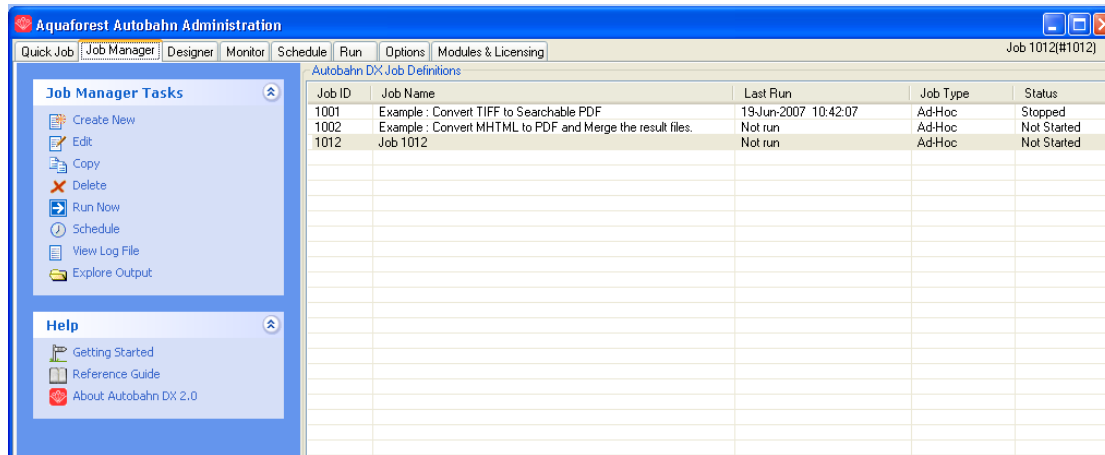 Aquaforest Autobahn Administration
Quick Job Job Manager Designer Monitor Schedule Run Options Modules & Licensing Job 1012(#1012)
Job Manager Tasks
Create New
Edit
Copy
Delete
Run Now
Schedule
View Log File
Explore Output
Help
Getting Started
Reference Guide
About Autobahn DX 2.0
Autobahn DX Job Definitions
Job ID Job Name Last Run Job Type Status
1001 Example : Convert TIFF to Searchable PDF 19-Jun-2007 10:42:07 Ad-Hoc Stopped
1002 Example : Convert MHTML to PDF and Merge the result files. Not run Ad-Hoc Not Started
1012 Job 1012 Not run Ad-Hoc Not Started